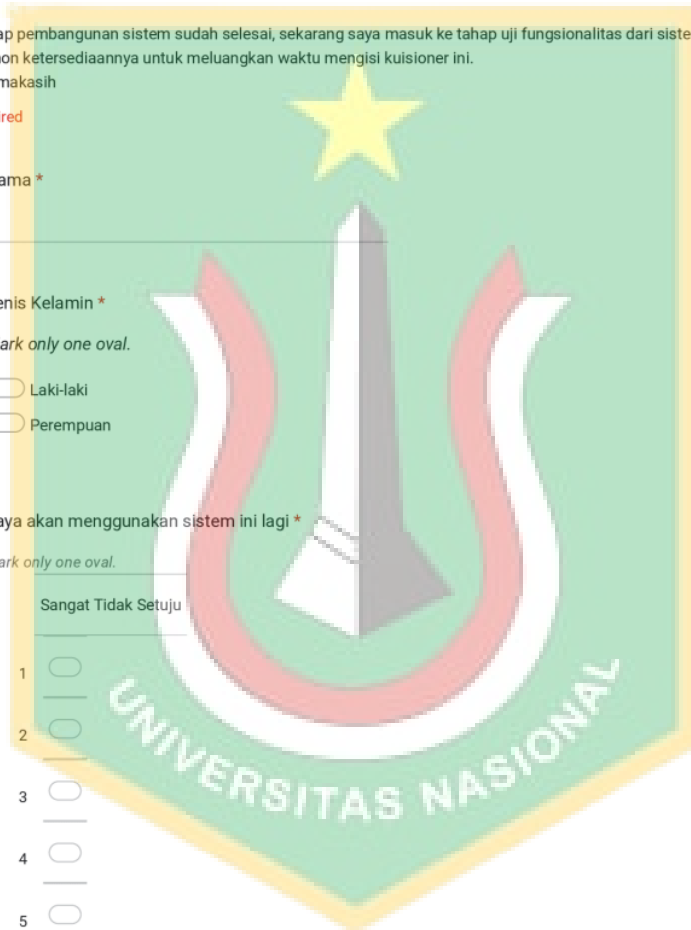 ap pembangunan sistem sudah selesai, sekarang saya masuk ke tahap uji fungsionalitas dari siste
on ketersediaannya untuk meluangkan waktu mengisi kuisioner ini.
makasih
red
ama *
enis Kelamin *
ark only one oval.
Laki-laki
Perempuan
aya akan menggunakan sistem ini lagi *
ark only one oval.
Sangat Tidak Setuju
1
2
3
4
5
UNIVERSITAS NASIONAL